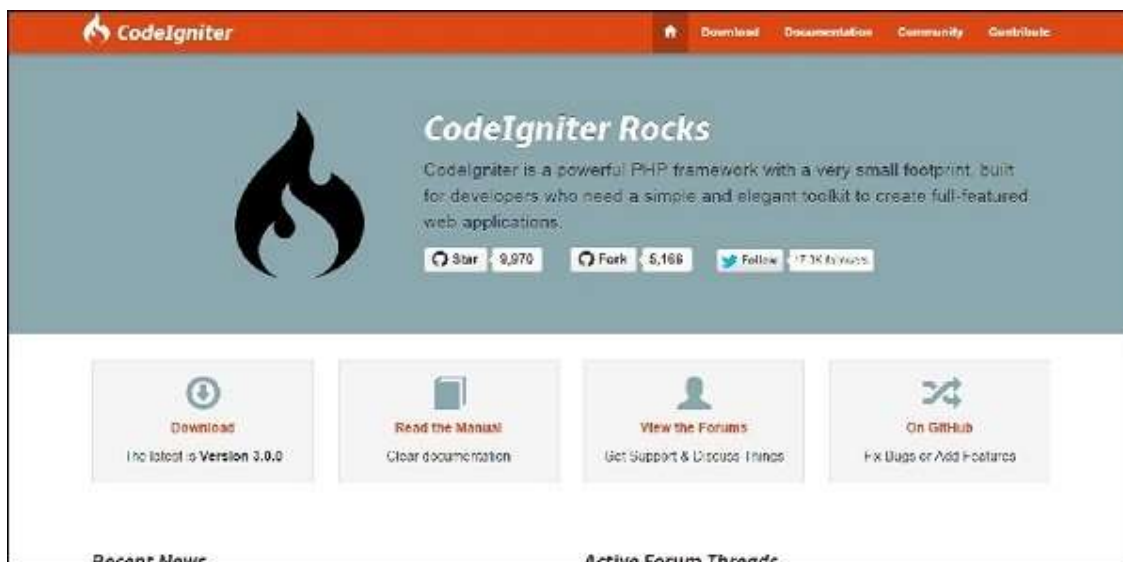 CodeIgniter
Download Documentation Community Contribute
CodeIgniter Rocks
CodeIgniter is a powerful PHP framework with a very small footprint, built
for developers who need a simple and elegant toolkit to create full-featured
web applications.
Star 9,970 Fork 5,166 Follow 17.3K followers
Download Read the Manual View the Forums On GitHub
The latest is Version 3.0.0 Clear documentation Get Support & Discuss Things Fix Bugs or Add Features
Recent News Active Forum Threads